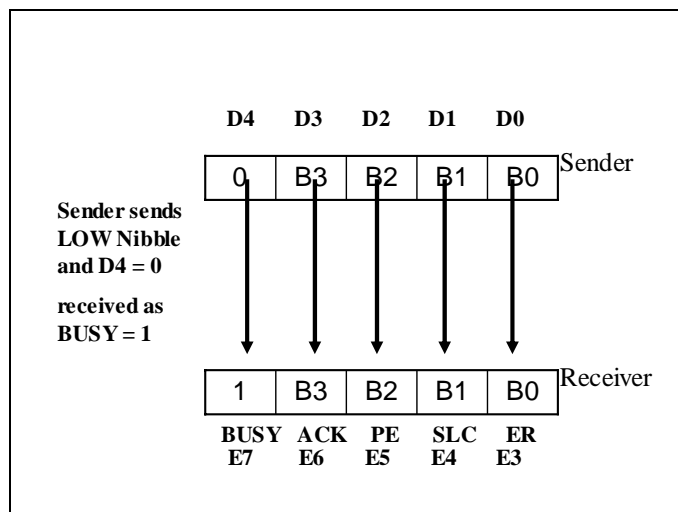 D4 D3 D2 D1 D0
0 B3 B2 B1 B0 Sender
Sender sends
LOW Nibble
and D4 = 0
received as
BUSY = 1
1 B3 B2 B1 B0 Receiver
BUSY ACK PE SLC ER
E7 E6 E5 E4 E3